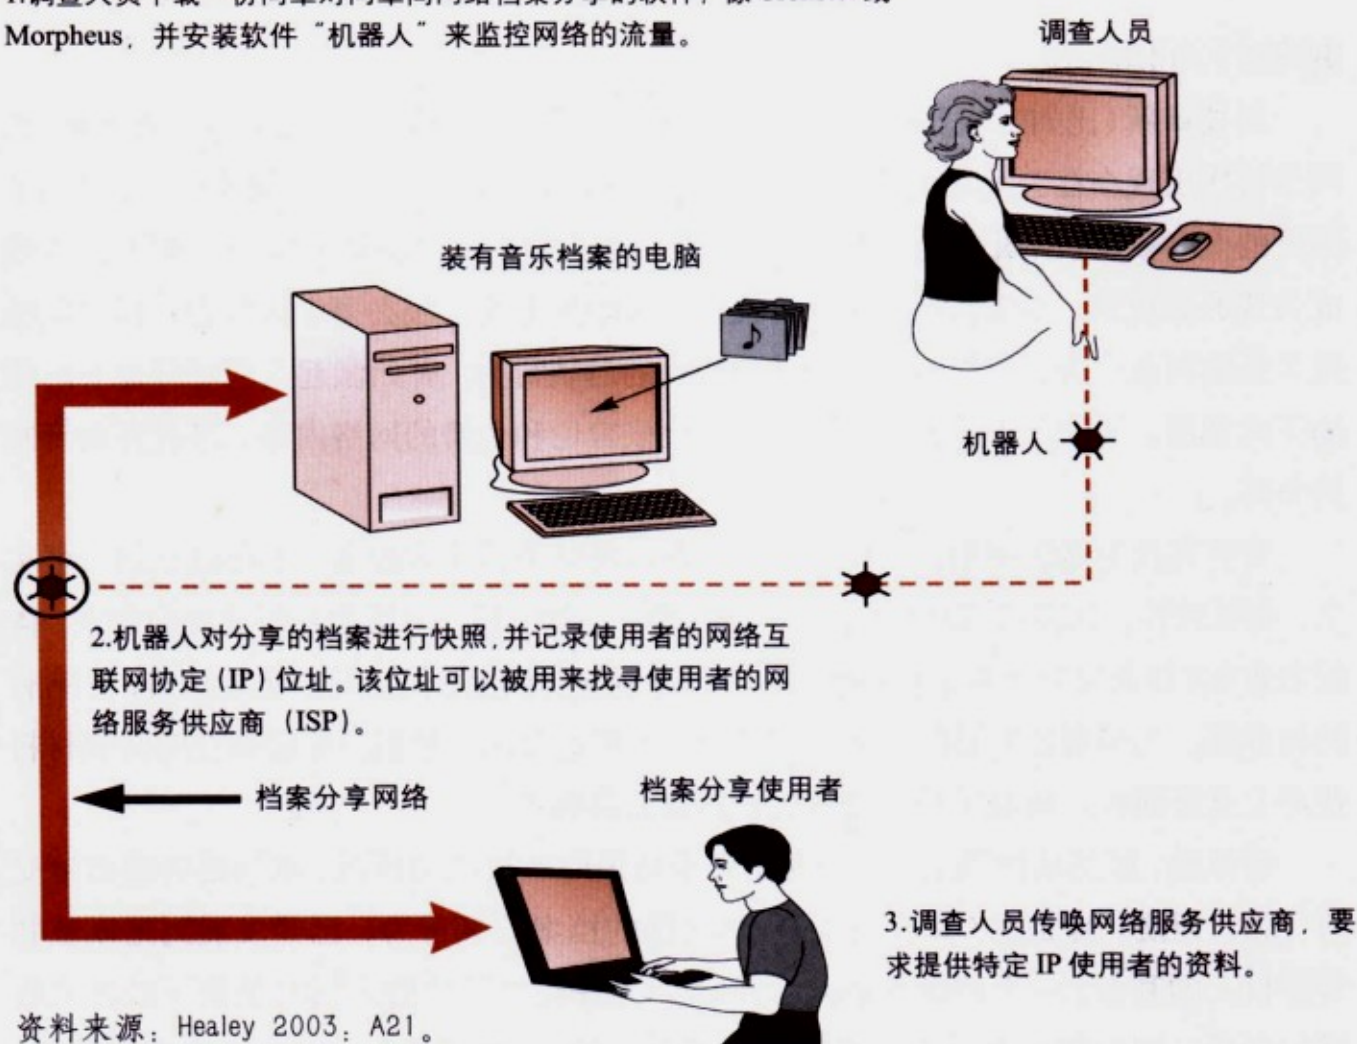 Morpheus，并安装软件“机器人”来监控网络的流量。
调查人员
装有音乐档案的电脑
机器人
2.机器人对分享的档案进行快照,并记录使用者的网络互
联网协定 (IP) 位址。该位址可以被用来找寻使用者的网
络服务供应商 (ISP)。
档案分享网络
档案分享使用者
3.调查人员传唤网络服务供应商，要
求提供特定 IP 使用者的资料。
资料来源：Healey 2003：A21。